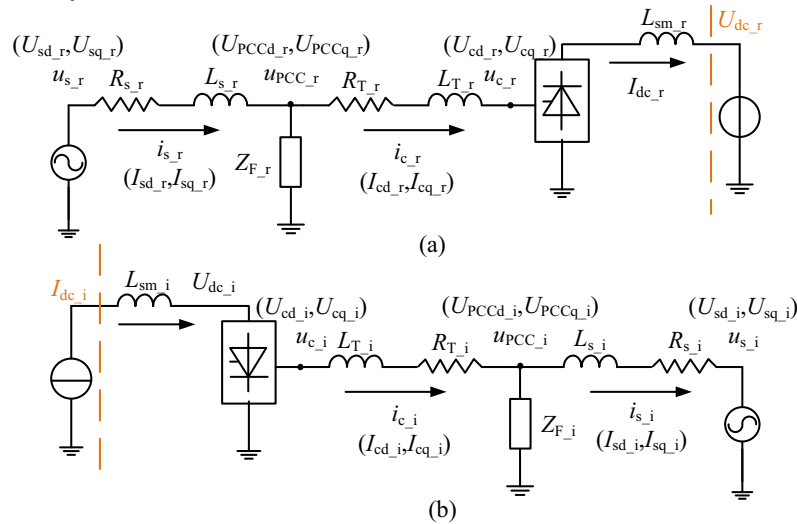 L_sm_r U_dc_r
(U_sd_r,U_sq_r) (U_PCCd_r,U_PCCq_r) (U_cd_r,U_cq_r)
u_s_r R_s_r L_s_r u_PCC_r R_T_r L_T_r u_c_r I_dc_r
i_s_r Z_F_r i_c_r
(I_sd_r,I_sq_r) (I_cd_r,I_cq_r)
(a)
I_dc_i L_sm_i U_dc_i
(U_cd_i,U_cq_i) (U_PCCd_i,U_PCCq_i) (U_sd_i,U_sq_i)
u_c_i L_T_i R_T_i u_PCC_i L_s_i R_s_i u_s_i
i_c_i Z_F_i i_s_i
(I_cd_i,I_cq_i) (I_sd_i,I_sq_i)
(b)